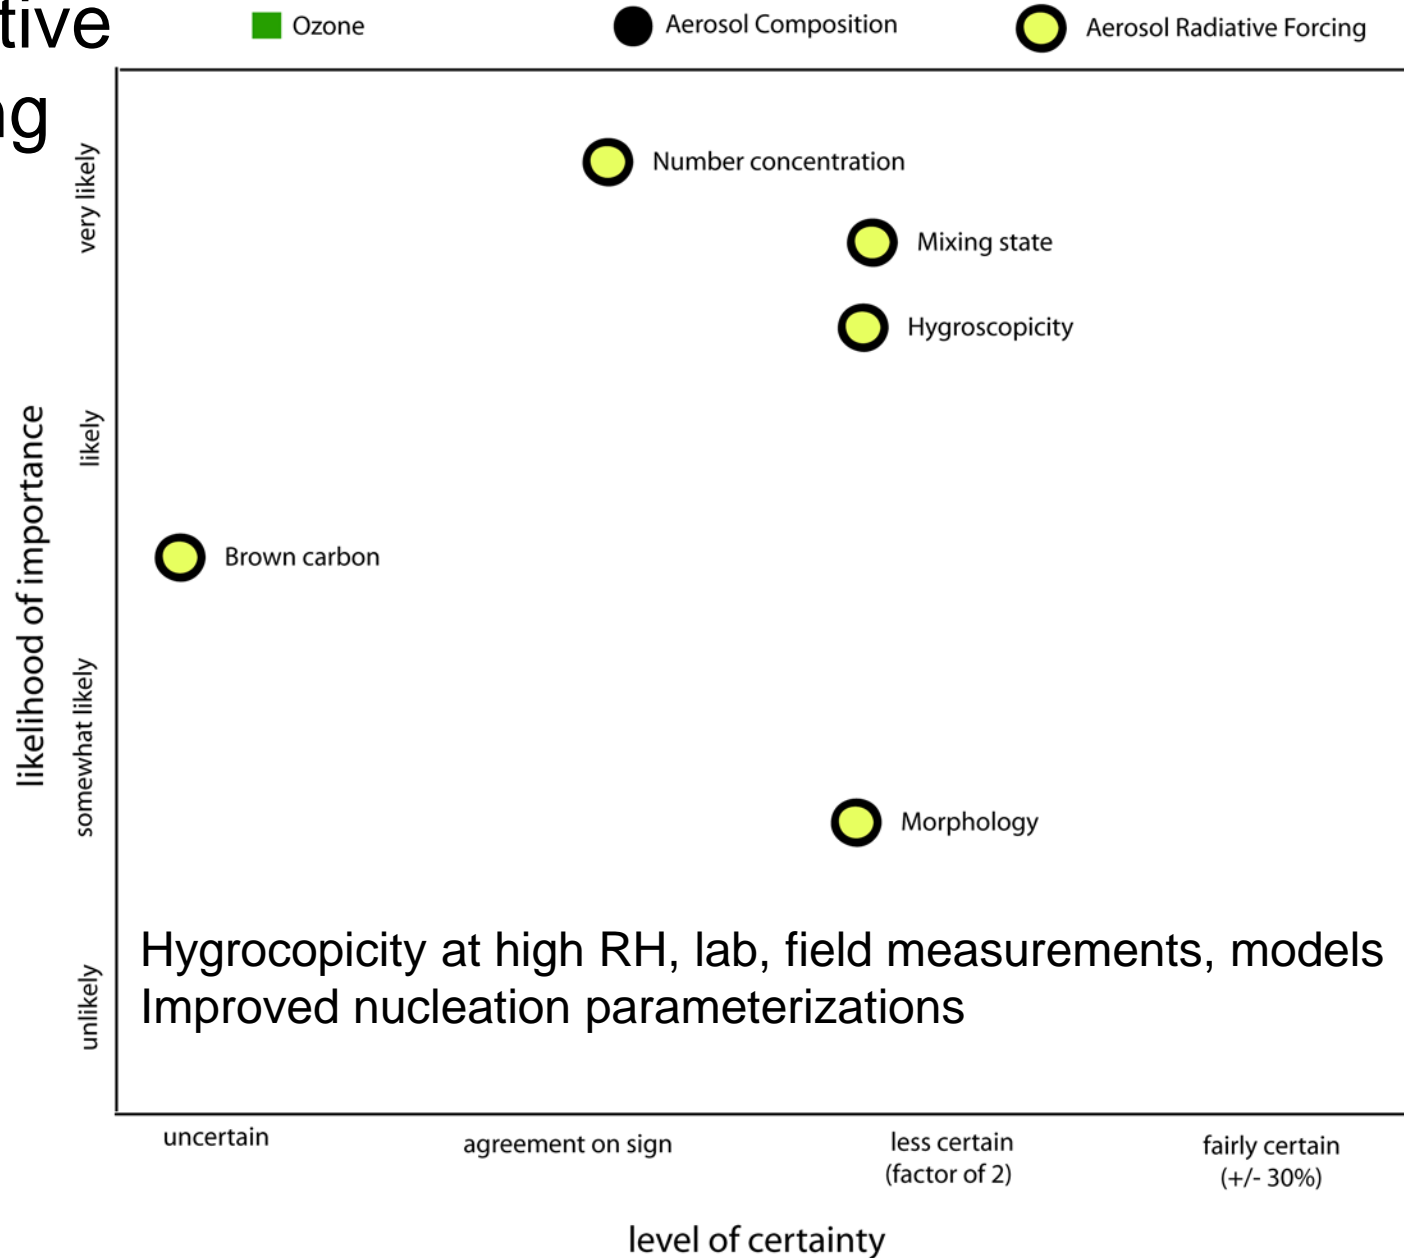 tive
ng
Ozone
Aerosol Composition
Aerosol Radiative Forcing
very likely
likely
somewhat likely
unlikely
likelihood of importance
Number concentration
Mixing state
Hygroscopicity
Brown carbon
Morphology
Hygrocopicity at high RH, lab, field measurements, models
Improved nucleation parameterizations
uncertain
agreement on sign
less certain
(factor of 2)
fairly certain
(+/- 30%)
level of certainty